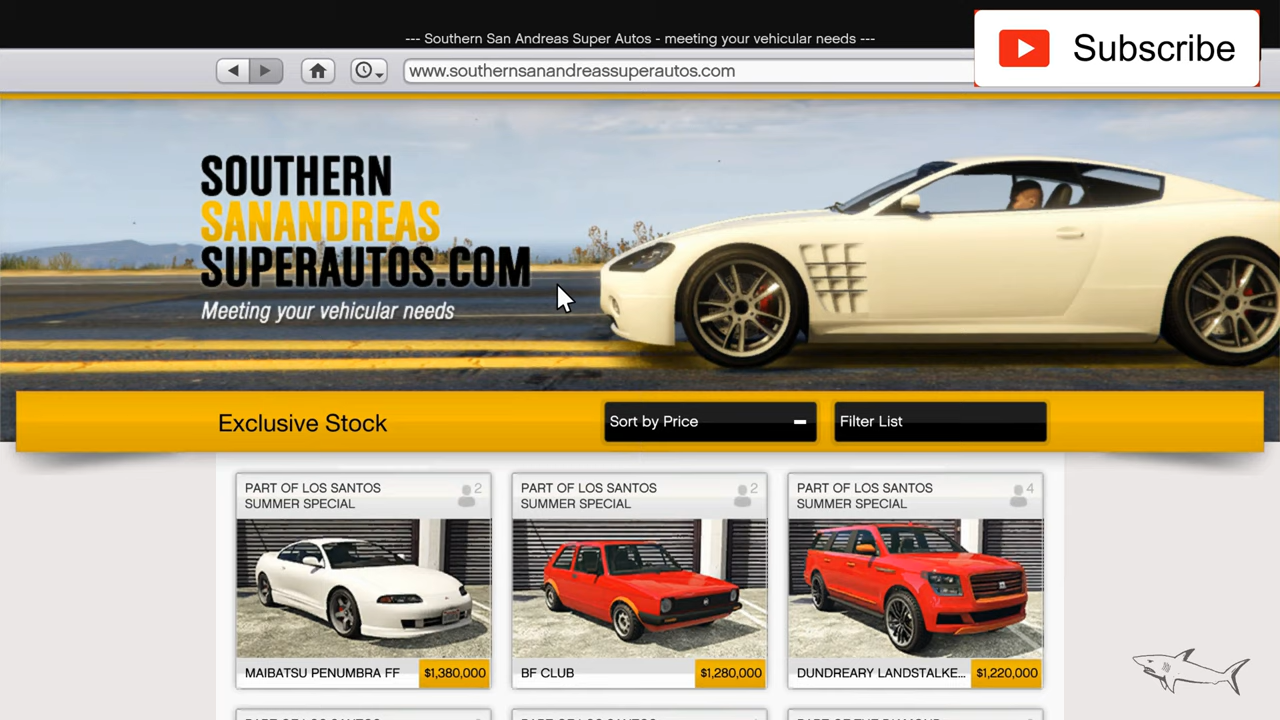 --- Southern San Andreas Super Autos - meeting your vehicular needs ---
Subscribe
www.southernsanandreassuperautos.com
SOUTHERN
SANANDREAS
SUPERAUTOS.COM
Meeting your vehicular needs
Exclusive Stock
Sort by Price
Filter List
PART OF LOS SANTOS
SUMMER SPECIAL
2
PART OF LOS SANTOS
SUMMER SPECIAL
2
PART OF LOS SANTOS
SUMMER SPECIAL
4
MAIBATSU PENUMBRA FF
$1,380,000
BF CLUB
$1,280,000
DUNDREARY LANDSTALKE...
$1,220,000